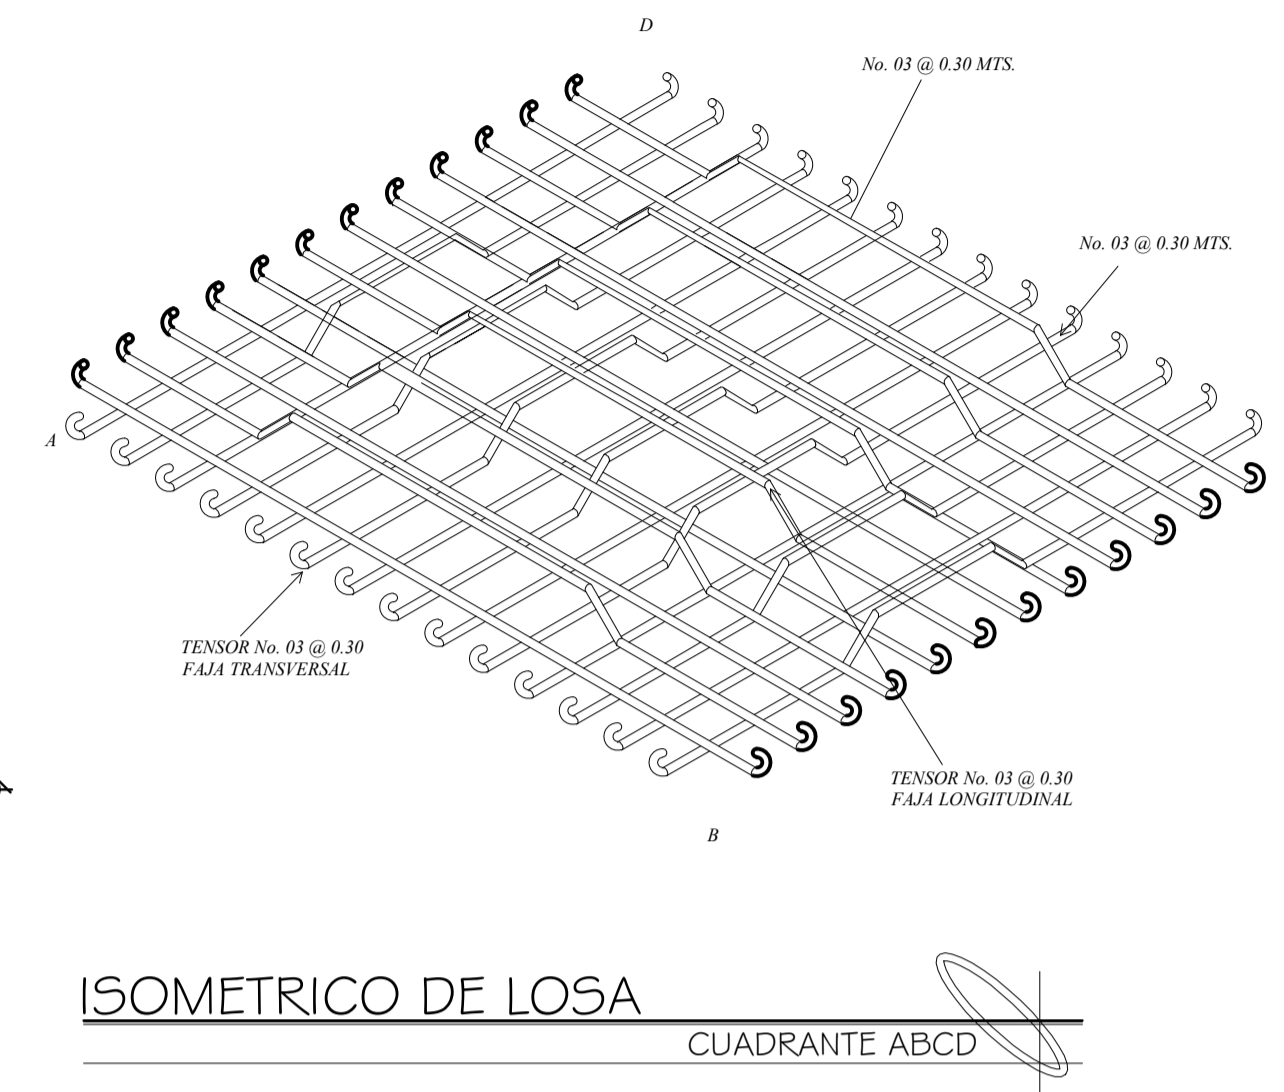 D
No. 03 @ 0.30 MTS.
No. 03 @ 0.30 MTS.
A
TENSOR No. 03 @ 0.30
FAJA TRANSVERSAL
TENSOR No. 03 @ 0.30
FAJA LONGITUDINAL
B
ISOMETRICO DE LOSA
CUADRANTE ABCD